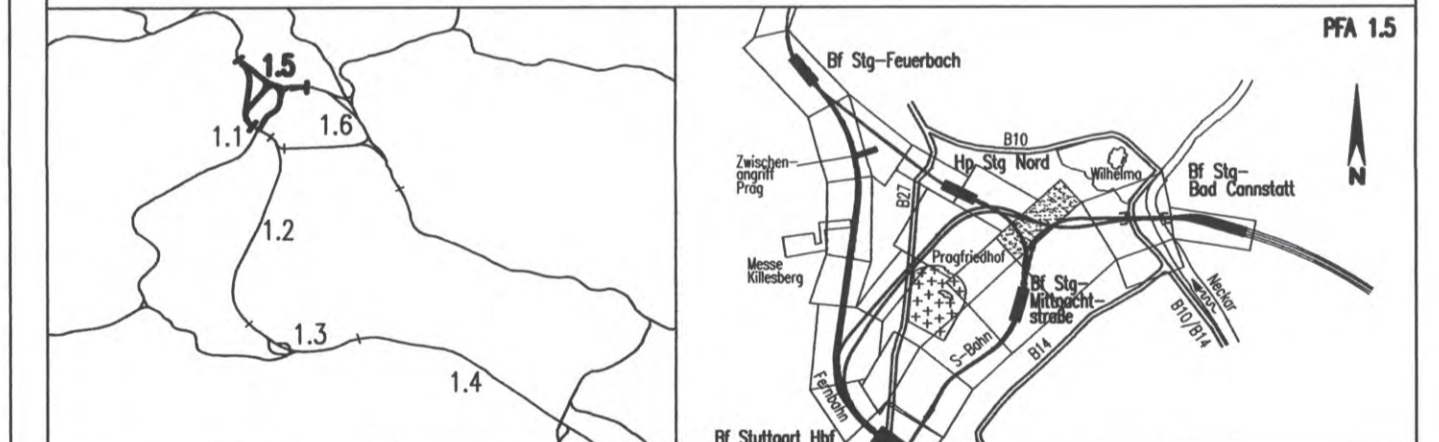 1.5
1.1
1.6
1.2
1.3
1.4
PFA 1.5
Bf Stg-Feuerbach
N
B10
Zwischen-
angriff
Prag
Hp Stg Nord
Wilhelma
Bf Stg-
Bad Cannstatt
B27
Messe
Killesberg
Pragfriedhof
Bf Stg-
Mittnacht-
straße
Neckar
B10/B14
S-Bahn
B14
Fernbahn
Bf Stuttgart Hbf